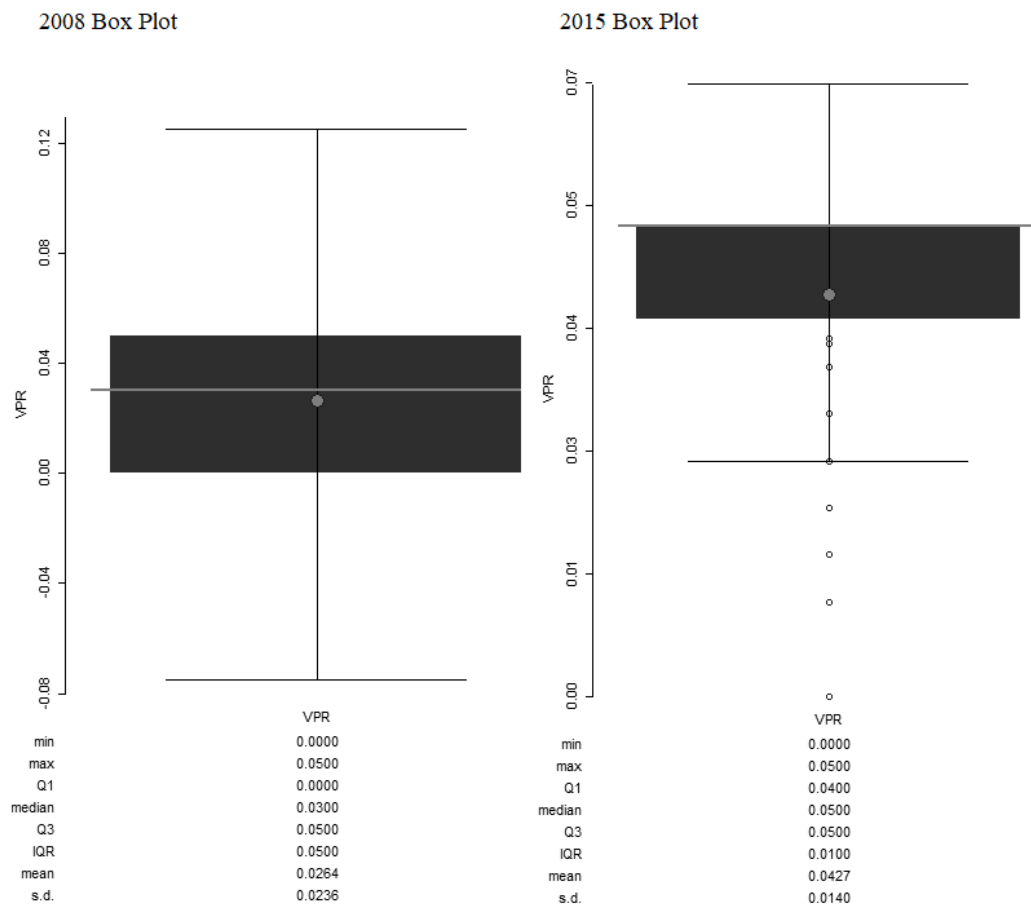 2008 Box Plot
2015 Box Plot
0.12
0.08
0.04
0.00
-0.04
-0.08
VPR
VPR
min 0.0000
max 0.0500
Q1 0.0000
median 0.0300
Q3 0.0500
IQR 0.0500
mean 0.0264
s.d. 0.0236
0.07
0.05
0.04
0.03
0.01
0.00
VPR
VPR
min 0.0000
max 0.0500
Q1 0.0400
median 0.0500
Q3 0.0500
IQR 0.0100
mean 0.0427
s.d. 0.0140